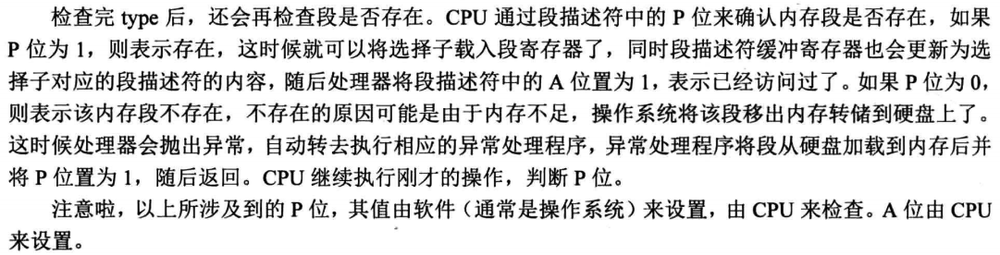 检查完 type 后，还会再检查段是否存在。CPU 通过段描述符中的 P 位来确认内存段是否存在，如果
P 位为 1，则表示存在，这时候就可以将选择子载入段寄存器了，同时段描述符缓冲寄存器也会更新为选
择子对应的段描述符的内容，随后处理器将段描述符中的 A 位置为 1，表示已经访问过了。如果 P 位为 0，
则表示该内存段不存在，不存在的原因可能是由于内存不足，操作系统将该段移出内存转储到硬盘上了。
这时候处理器会抛出异常，自动转去执行相应的异常处理程序，异常处理程序将段从硬盘加载到内存后并
将 P 位置为 1，随后返回。CPU 继续执行刚才的操作，判断 P 位。
注意啦，以上所涉及到的 P 位，其值由软件（通常是操作系统）来设置，由 CPU 来检查。A 位由 CPU
来设置。